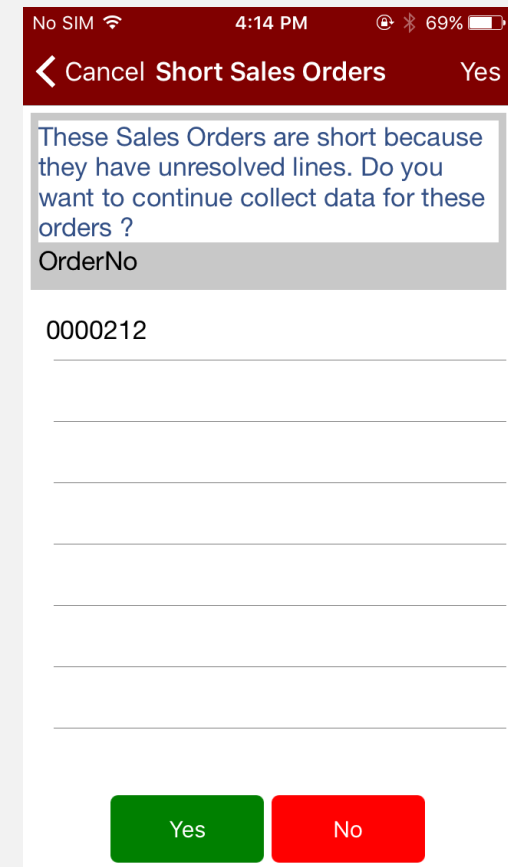 No SIM 4:14 PM 69%
Cancel Short Sales Orders Yes
These Sales Orders are short because
they have unresolved lines. Do you
want to continue collect data for these
orders ?
OrderNo
0000212
Yes No